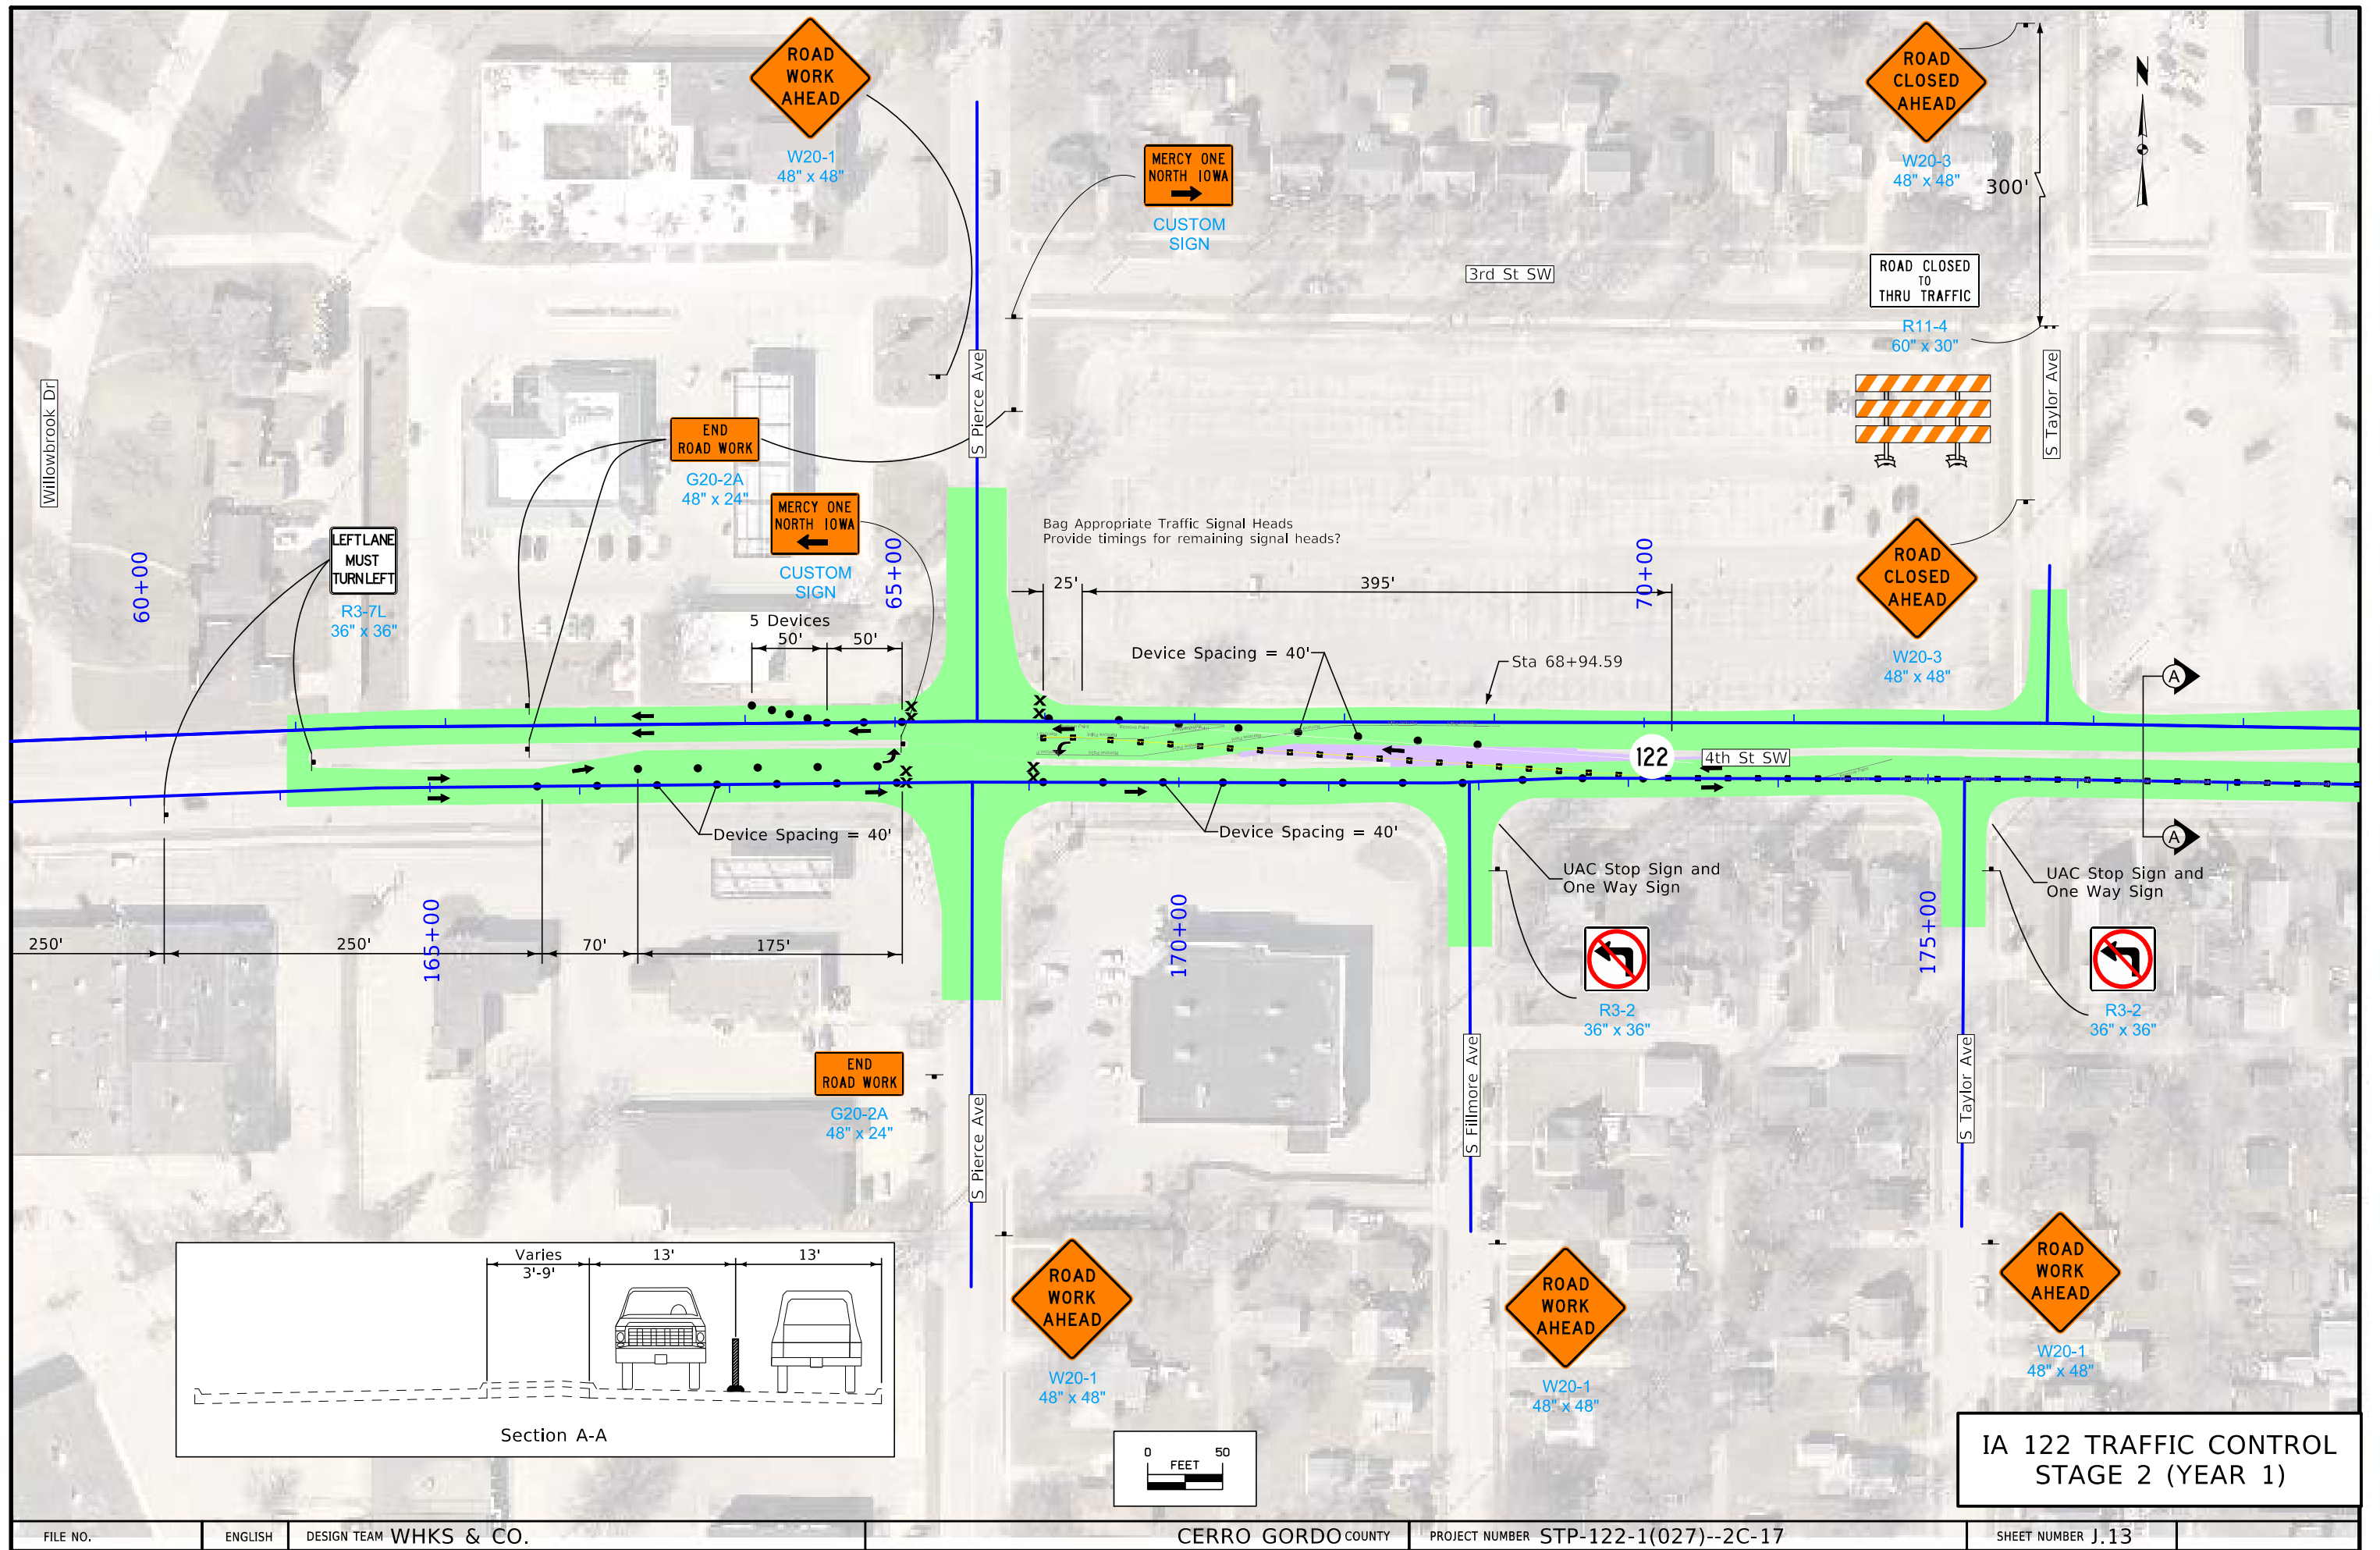 ROAD
WORK
AHEAD
W20-1
48" x 48"
MERCY ONE
NORTH IOWA
CUSTOM
SIGN
ROAD
CLOSED
AHEAD
W20-3
48" x 48"
300'
N
3rd St SW
ROAD CLOSED
TO
THRU TRAFFIC
R11-4
60" x 30"
Willowbrook Dr
S Pierce Ave
S Taylor Ave
END
ROAD WORK
G20-2A
48" x 24"
MERCY ONE
NORTH IOWA
CUSTOM
SIGN
LEFT LANE
MUST
TURN LEFT
R3-7L
36" x 36"
60+00
65+00
70+00
Bag Appropriate Traffic Signal Heads
Provide timings for remaining signal heads?
25'
395'
ROAD
CLOSED
AHEAD
W20-3
48" x 48"
5 Devices
50'
50'
Device Spacing = 40'
Sta 68+94.59
A
X
X
X
X
122
4th St SW
X
X
X
X
Device Spacing = 40'
Device Spacing = 40'
A
UAC Stop Sign and
One Way Sign
UAC Stop Sign and
One Way Sign
250'
250'
70'
175'
165+00
170+00
175+00
R3-2
36" x 36"
R3-2
36" x 36"
END
ROAD WORK
G20-2A
48" x 24"
S Pierce Ave
S Fillmore Ave
S Taylor Ave
Varies
3'-9'
13'
13'
Section A-A
ROAD
WORK
AHEAD
W20-1
48" x 48"
ROAD
WORK
AHEAD
W20-1
48" x 48"
ROAD
WORK
AHEAD
W20-1
48" x 48"
0 50
FEET
IA 122 TRAFFIC CONTROL
STAGE 2 (YEAR 1)
FILE NO. ENGLISH DESIGN TEAM WHKS & CO. CERRO GORDO COUNTY PROJECT NUMBER STP-122-1(027)--2C-17 SHEET NUMBER J.13